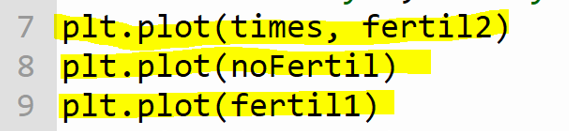 7 plt.plot(times, fertil2)
8 plt.plot(noFertil)
9 plt.plot(fertil1)